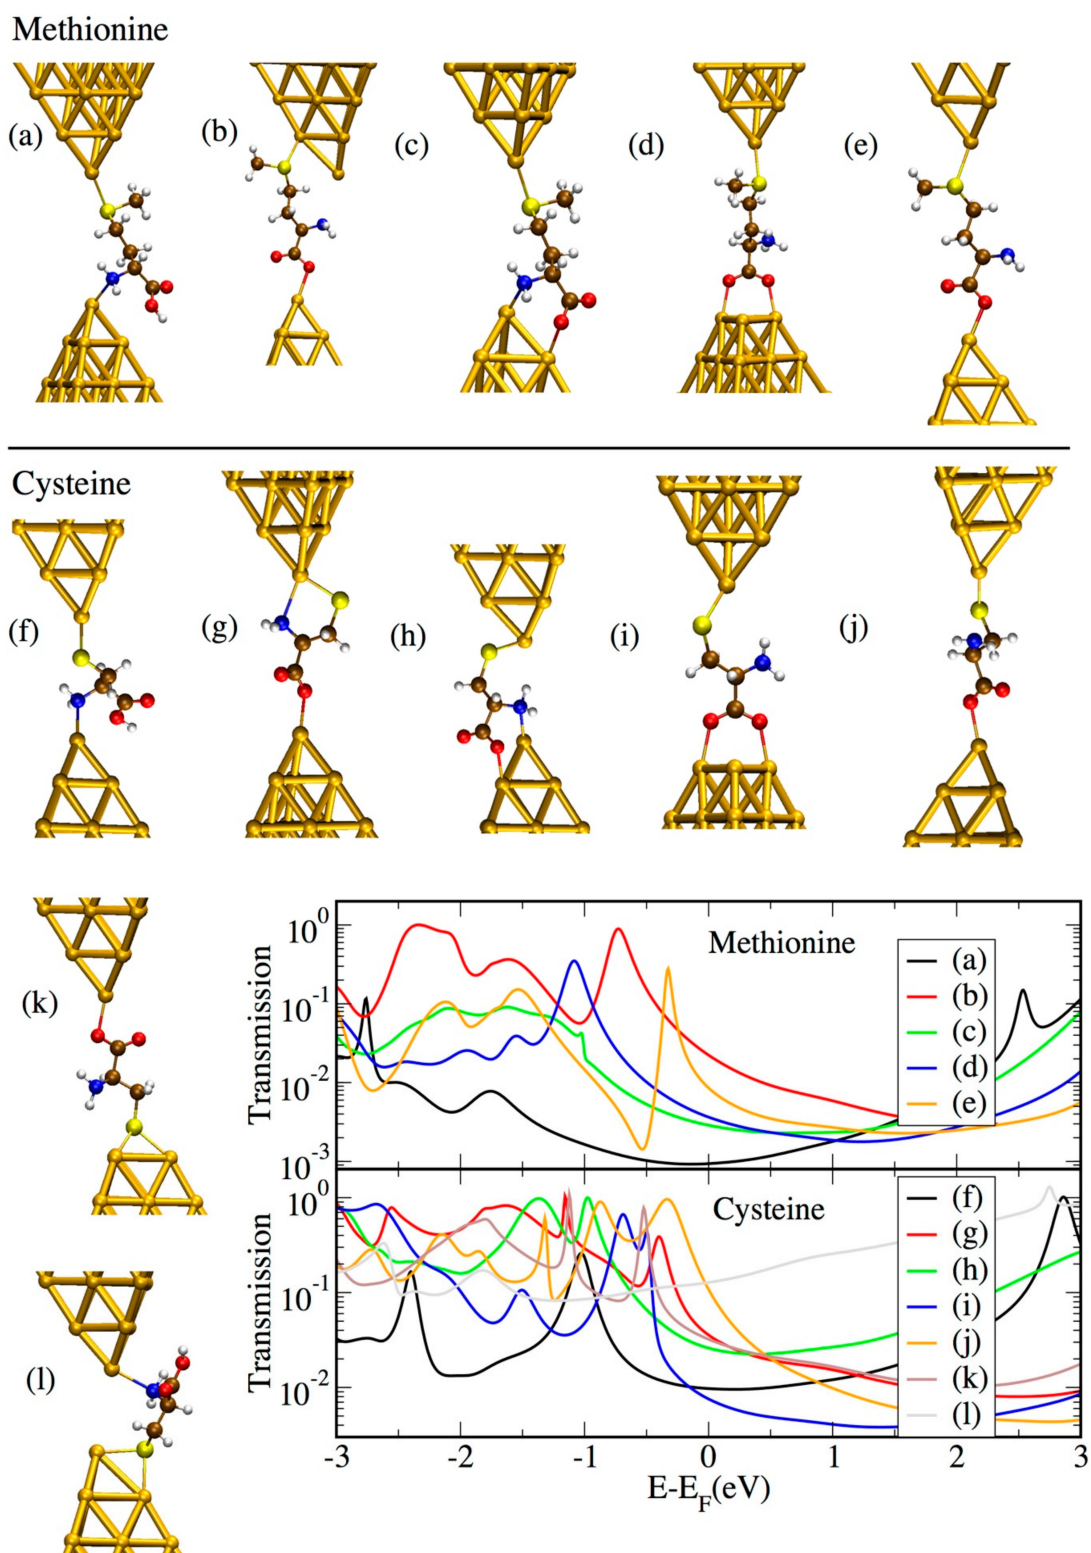 Methionine
(a) (b) (c) (d) (e)
Cysteine
(f) (g) (h) (i) (j)
(k)
(l)
Transmission
10^0
10^-1
10^-2
10^-3
Methionine
(a)
(b)
(c)
(d)
(e)
Transmission
10^0
10^-1
10^-2
Cysteine
(f)
(g)
(h)
(i)
(j)
(k)
(l)
-3 -2 -1 0 1 2 3
E-E_F(eV)